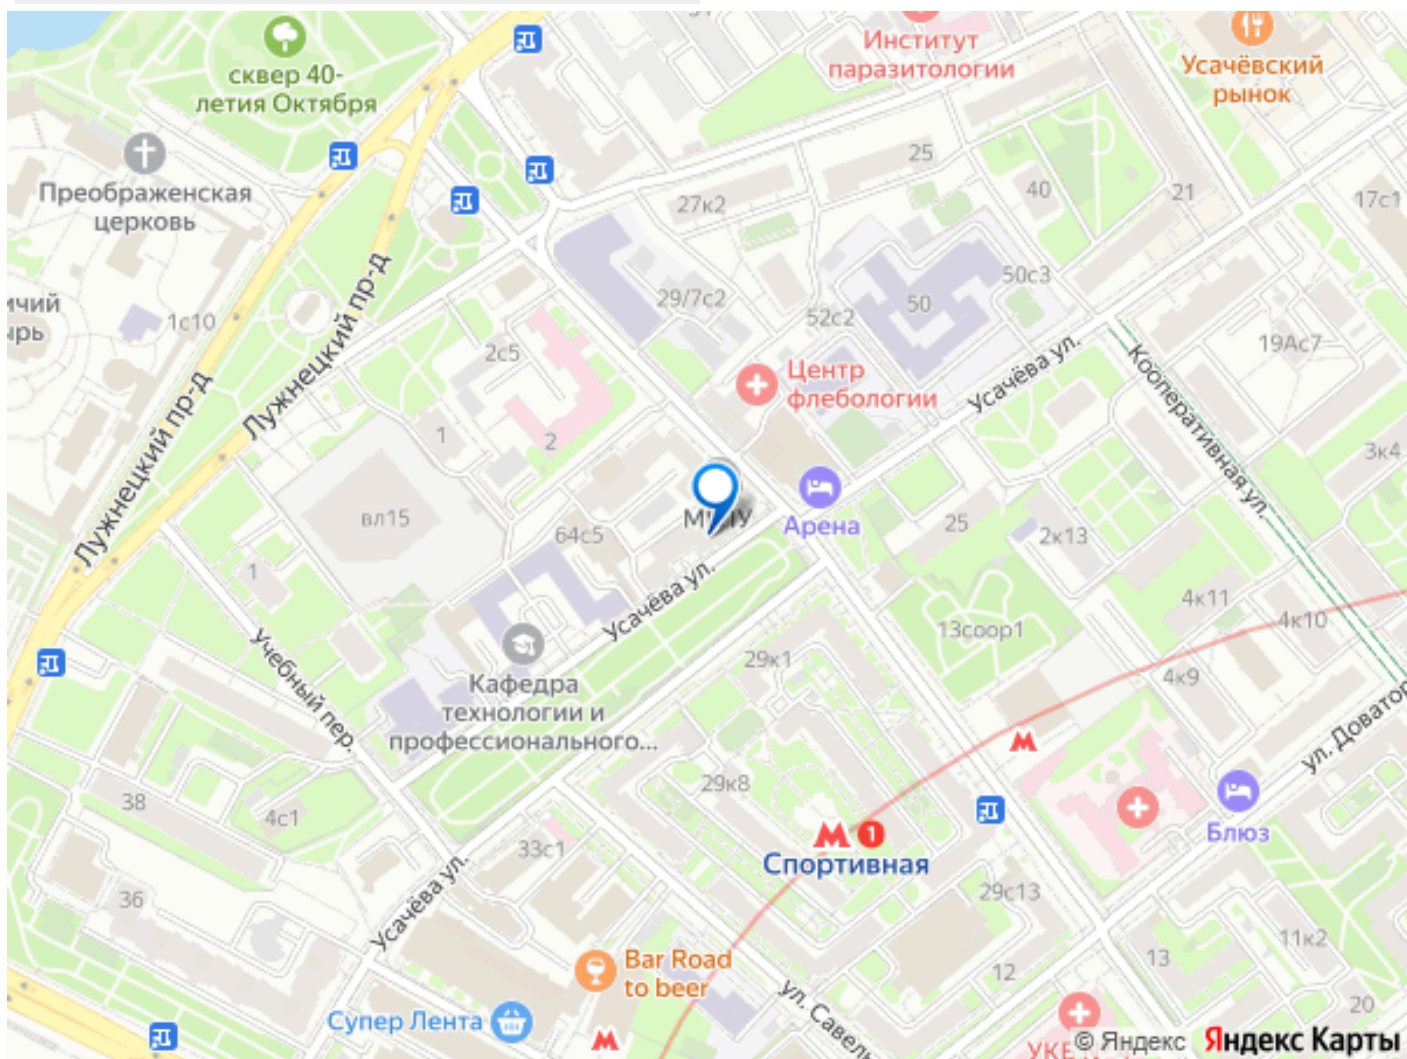 Институт
паразитологии
Усачёвский
рынок
сквер 40-
летия Октября
Преображенская
церковь
25
40
21
17с1
27к2
50с3
29/7с2
50
52с2
1с10
19Ас7
2с5
Лужнецкий пр-д
Лужнецкий пр-д
Центр
флебологии
Усачёва ул.
Кооперативная ул.
1
2
3к4
вл15
64с5
Арена
25
2к13
1
Усачёва ул.
4к11
4к10
13соор1
29к1
4к9
Учебный пер.
Кафедра
технологии и
профессионального...
29к8
38
4с1
33с1
Спортивная
1
Блюз
29с13
36
Усачёва ул.
Bar Road
to beer
12
13
11к2
20
Супер Лента
© Яндекс
Яндекс Карты